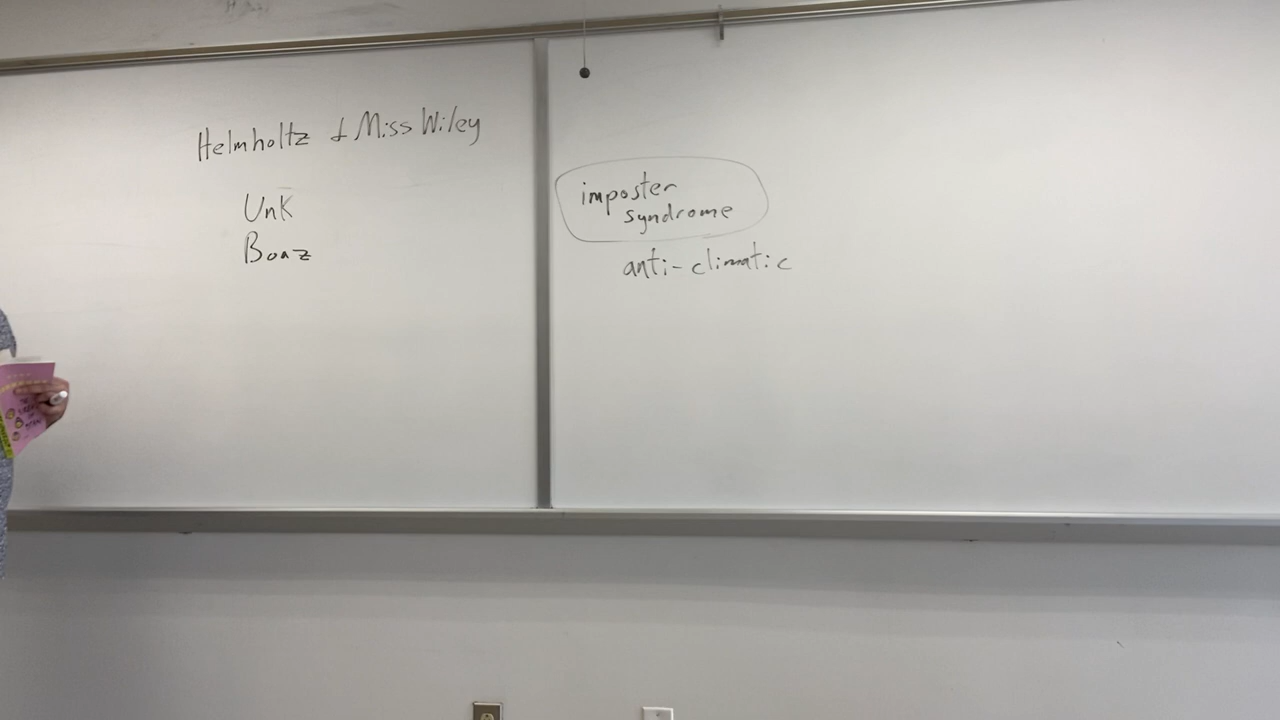 Helmholtz & Miss Wiley
Unk
Boaz
imposter
syndrome
anti-climatic